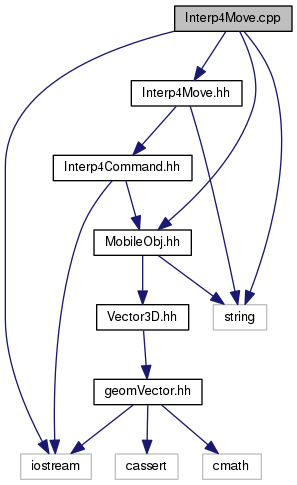 Interp4Move.cpp
Interp4Move.hh
Interp4Command.hh
MobileObj.hh
Vector3D.hh
string
geomVector.hh
iostream
cassert
cmath